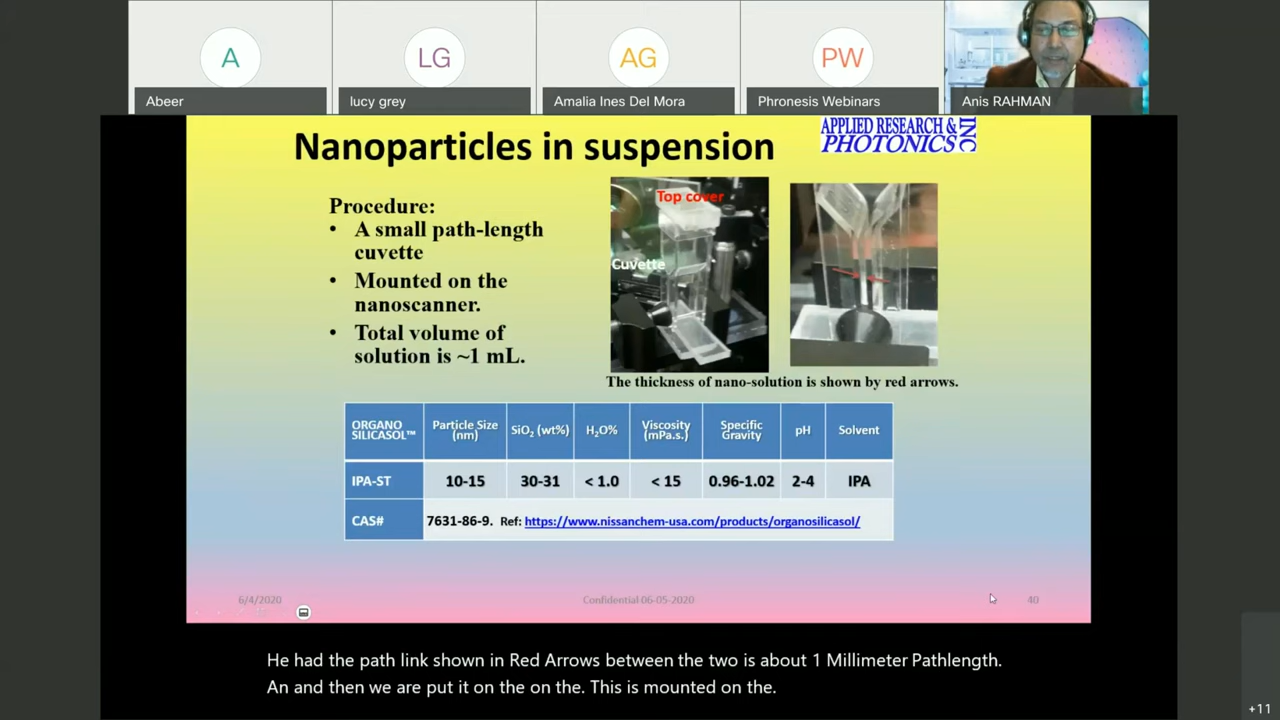 A
LG
AG
PW
Abeer
lucy grey
Amalia Ines Del Mora
Phronesis Webinars
Anis RAHMAN
Nanoparticles in suspension
APPLIED RESEARCH &
PHOTONICS
INC
Procedure:
• A small path-length
cuvette
• Mounted on the
nanoscanner.
• Total volume of
solution is ~1 mL.
Top cover
Cuvette
The thickness of nano-solution is shown by red arrows.
ORGANO SILICASOL™ Particle Size (nm) SiO₂ (wt%) H₂O% Viscosity (mPa.s.) Specific Gravity pH Solvent
IPA-ST 10-15 30-31 < 1.0 < 15 0.96-1.02 2-4 IPA
CAS# 7631-86-9. Ref: https://www.nissanchem-usa.com/products/organosilicasol/
6/4/2020
Confidential 06-05-2020
40
He had the path link shown in Red Arrows between the two is about 1 Millimeter Pathlength.
An and then we are put it on the on the. This is mounted on the.
+11